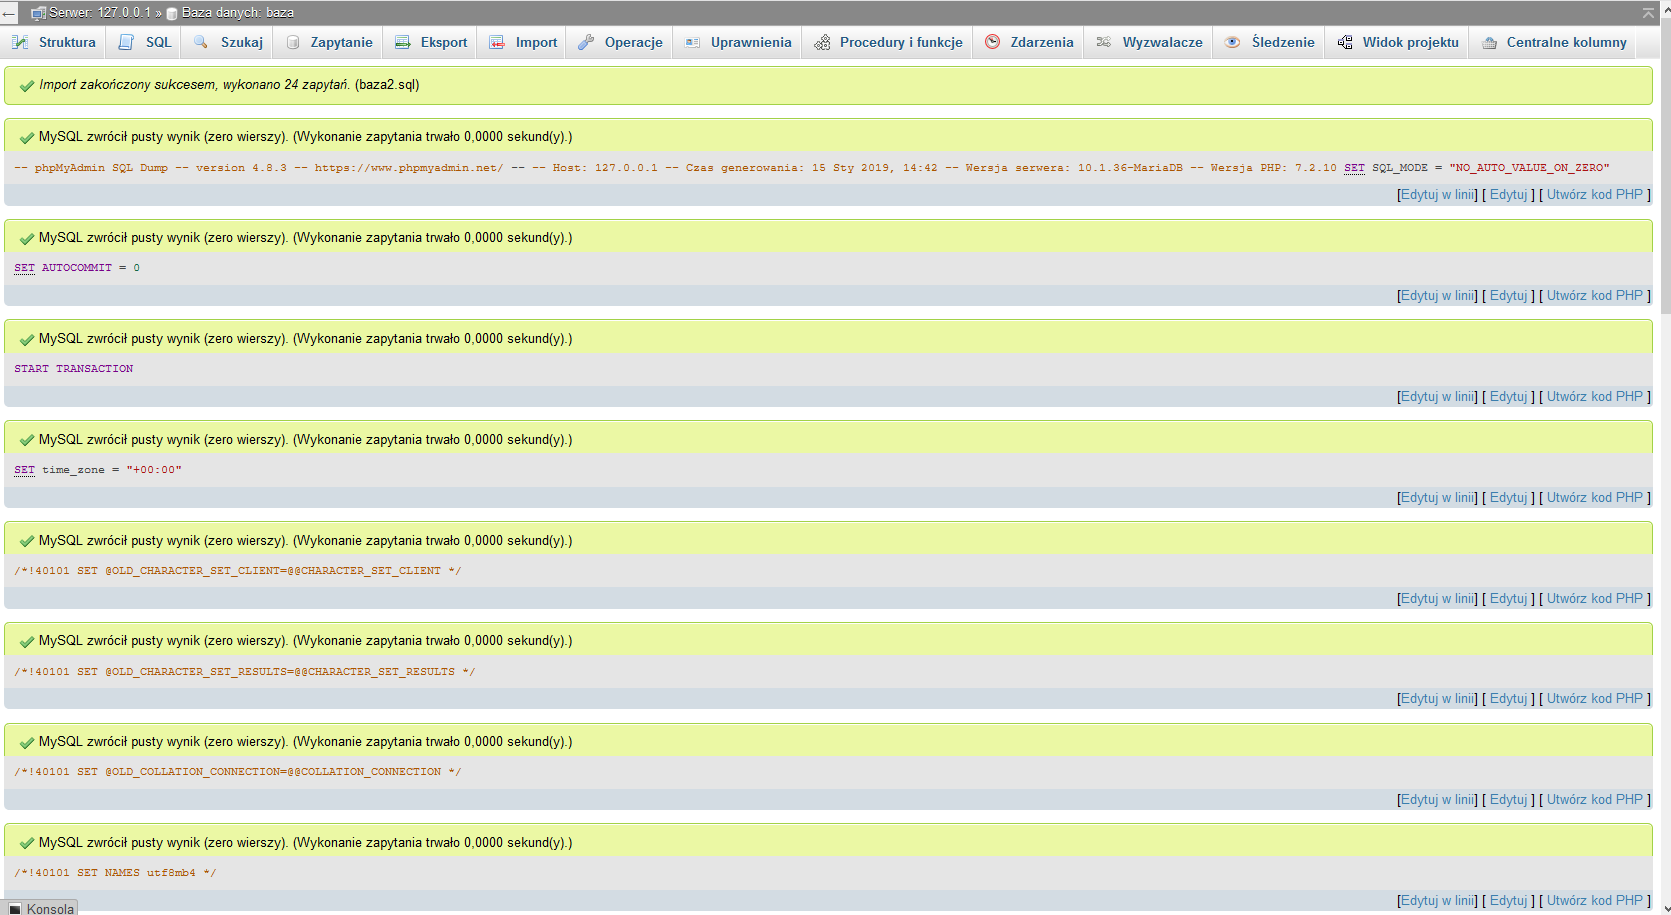 Serwer: 127.0.0.1 » Baza danych: baza
Struktura SQL Szukaj Zapytanie Eksport Import Operacje Uprawnienia Procedury i funkcje Zdarzenia Wyzwalacze Śledzenie Widok projektu Centralne kolumny
Import zakończony sukcesem, wykonano 24 zapytań. (baza2.sql)
MySQL zwrócił pusty wynik (zero wierszy). (Wykonanie zapytania trwało 0,0000 sekund(y).)
-- phpMyAdmin SQL Dump -- version 4.8.3 -- https://www.phpmyadmin.net/ -- -- Host: 127.0.0.1 -- Czas generowania: 15 Sty 2019, 14:42 -- Wersja serwera: 10.1.36-MariaDB -- Wersja PHP: 7.2.10 SET SQL_MODE = "NO_AUTO_VALUE_ON_ZERO"
[Edytuj w linii] [ Edytuj ] [ Utwórz kod PHP ]
MySQL zwrócił pusty wynik (zero wierszy). (Wykonanie zapytania trwało 0,0000 sekund(y).)
SET AUTOCOMMIT = 0
[Edytuj w linii] [ Edytuj ] [ Utwórz kod PHP ]
MySQL zwrócił pusty wynik (zero wierszy). (Wykonanie zapytania trwało 0,0000 sekund(y).)
START TRANSACTION
[Edytuj w linii] [ Edytuj ] [ Utwórz kod PHP ]
MySQL zwrócił pusty wynik (zero wierszy). (Wykonanie zapytania trwało 0,0000 sekund(y).)
SET time_zone = "+00:00"
[Edytuj w linii] [ Edytuj ] [ Utwórz kod PHP ]
MySQL zwrócił pusty wynik (zero wierszy). (Wykonanie zapytania trwało 0,0000 sekund(y).)
/*!40101 SET @OLD_CHARACTER_SET_CLIENT=@@CHARACTER_SET_CLIENT */
[Edytuj w linii] [ Edytuj ] [ Utwórz kod PHP ]
MySQL zwrócił pusty wynik (zero wierszy). (Wykonanie zapytania trwało 0,0000 sekund(y).)
/*!40101 SET @OLD_CHARACTER_SET_RESULTS=@@CHARACTER_SET_RESULTS */
[Edytuj w linii] [ Edytuj ] [ Utwórz kod PHP ]
MySQL zwrócił pusty wynik (zero wierszy). (Wykonanie zapytania trwało 0,0000 sekund(y).)
/*!40101 SET @OLD_COLLATION_CONNECTION=@@COLLATION_CONNECTION */
[Edytuj w linii] [ Edytuj ] [ Utwórz kod PHP ]
MySQL zwrócił pusty wynik (zero wierszy). (Wykonanie zapytania trwało 0,0000 sekund(y).)
/*!40101 SET NAMES utf8mb4 */
[Edytuj w linii] [ Edytuj ] [ Utwórz kod PHP ]
Konsola